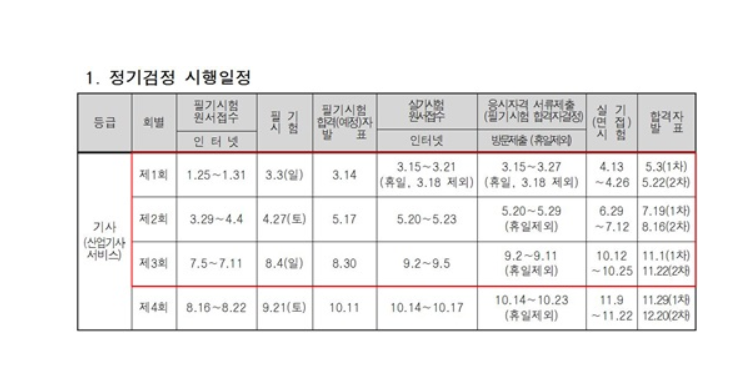 1. 정기검정 시행일정
등급 회별 필기시험 원서접수 필 기 시 험 필기시험 합격(예정)자 발 표 실기시험 원서접수 응시자격 서류제출 (필기시험 합격자결정) 실 기 (면 접) 시 험 합격자 발 표
인 터 넷 인터넷 방문제출 (휴일제외)
기사 (산업기사 서비스)
제1회 1.25~1.31 3.3(일) 3.14 3.15~3.21 (휴일, 3.18 제외) 3.15~3.27 (휴일, 3.18 제외) 4.13 ~4.26 5.3(1차) 5.22(2차)
제2회 3.29~4.4 4.27(토) 5.17 5.20~5.23 5.20~5.29 (휴일제외) 6.29 ~7.12 7.19(1차) 8.16(2차)
제3회 7.5~7.11 8.4(일) 8.30 9.2~9.5 9.2~9.11 (휴일제외) 10.12 ~10.25 11.1(1차) 11.22(2차)
제4회 8.16~8.22 9.21(토) 10.11 10.14~10.17 10.14~10.23 (휴일제외) 11.9 ~11.22 11.29(1차) 12.20(2차)